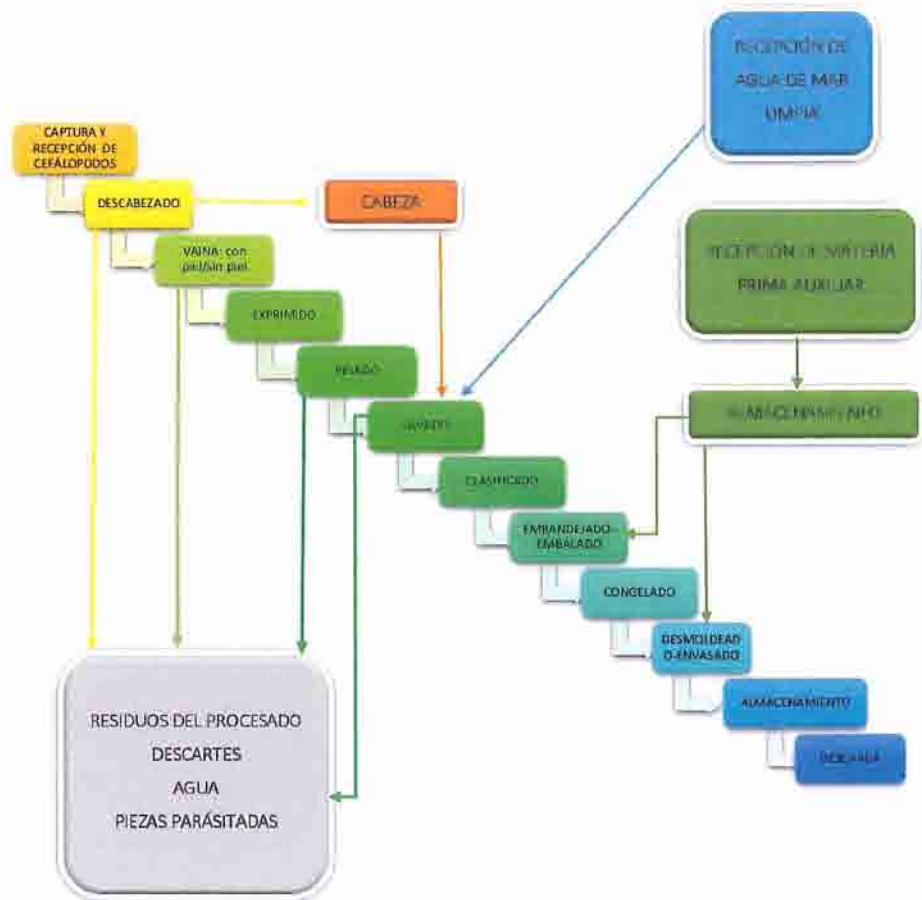 RECEPCIÓN DE
AGUA DE MAR
LIMPIA
CAPTURA Y
RECEPCIÓN DE
CEFÁLOPODOS
DESCABEZADO
CABEZA
VAINA: con
piel/sin piel
RECEPCIÓN DE MATERIA
PRIMA AUXILIAR
EXPRIMIDO
PELADO
LAVADO
ALMACENAMIENTO
CLASIFICADO
EMBANDEJADO-
EMBALADO
CONGELADO
DESMOLDEAD
O-ENVASADO
ALMACENAMIENTO
DESCARGA
RESIDUOS DEL PROCESADO
DESCARTES
AGUA
PIEZAS PARÁSITADAS